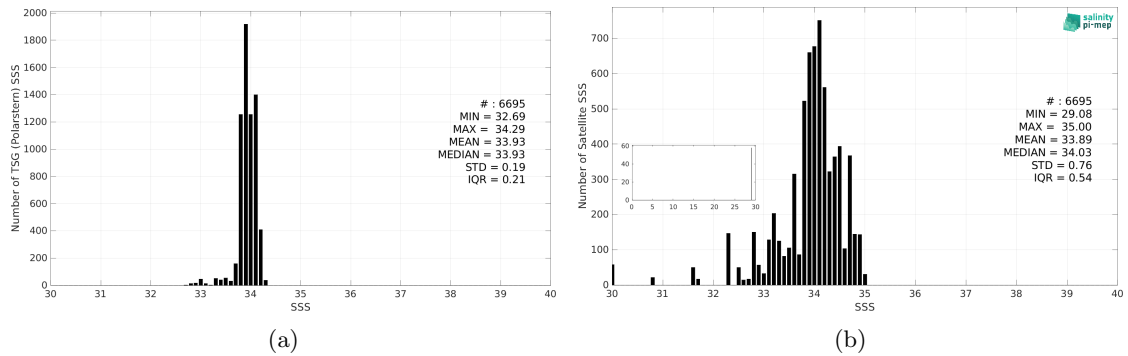 2000
1800
1600
1400
1200
1000
800
600
400
200
0
Number of TSG (Polarstern) SSS
# : 6695
MIN = 32.69
MAX = 34.29
MEAN = 33.93
MEDIAN = 33.93
STD = 0.19
IQR = 0.21
30 31 32 33 34 35 36 37 38 39 40
SSS
(a)
salinity
pi-mep
700
600
500
400
300
200
100
0
Number of Satellite SSS
# : 6695
MIN = 29.08
MAX = 35.00
MEAN = 33.89
MEDIAN = 34.03
STD = 0.76
IQR = 0.54
60
40
20
0
0 5 10 15 20 25 30
30 31 32 33 34 35 36 37 38 39 40
SSS
(b)